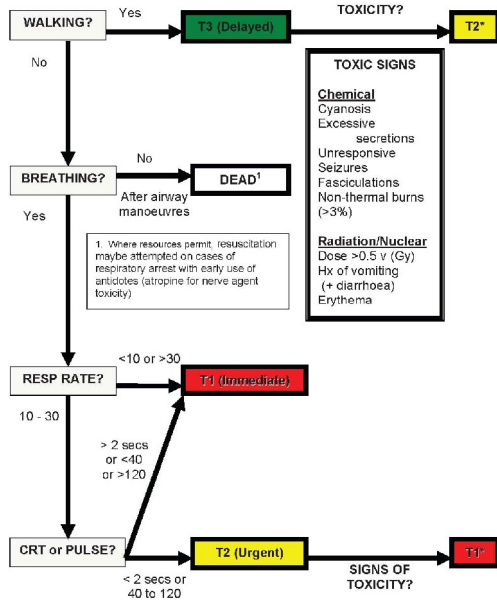 WALKING?
Yes
T3 (Delayed)
TOXICITY?
T2*
No
TOXIC SIGNS
Chemical
Cyanosis
Excessive
secretions
Unresponsive
Seizures
Fasciculations
Non-thermal burns
(>3%)
Radiation/Nuclear
Dose >0.5 v (Gy)
Hx of vomiting
(+ diarrhoea)
Erythema
BREATHING?
No
After airway
manoeuvres
DEAD1
Yes
1. Where resources permit, resuscitation
maybe attempted on cases of
respiratory arrest with early use of
antidotes (atropine for nerve agent
toxicity)
RESP RATE?
<10 or >30
T1 (Immediate)
10 - 30
> 2 secs
or <40
or >120
CRT or PULSE?
< 2 secs or
40 to 120
T2 (Urgent)
SIGNS OF
TOXICITY?
T1*